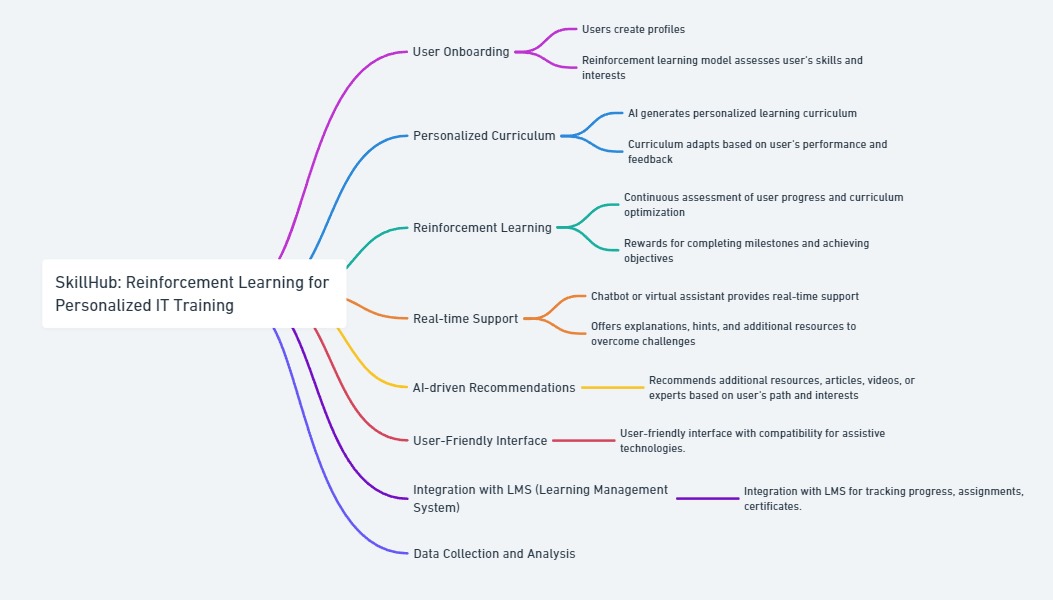 User Onboarding
Users create profiles
Reinforcement learning model assesses user's skills and
interests
Personalized Curriculum
AI generates personalized learning curriculum
Curriculum adapts based on user's performance and
feedback
Reinforcement Learning
Continuous assessment of user progress and curriculum
optimization
Rewards for completing milestones and achieving
objectives
SkillHub: Reinforcement Learning for
Personalized IT Training
Real-time Support
Chatbot or virtual assistant provides real-time support
Offers explanations, hints, and additional resources to
overcome challenges
AI-driven Recommendations
Recommends additional resources, articles, videos, or
experts based on user's path and interests
User-Friendly Interface
User-friendly interface with compatibility for assistive
technologies.
Integration with LMS (Learning Management
System)
Integration with LMS for tracking progress, assignments,
certificates.
Data Collection and Analysis